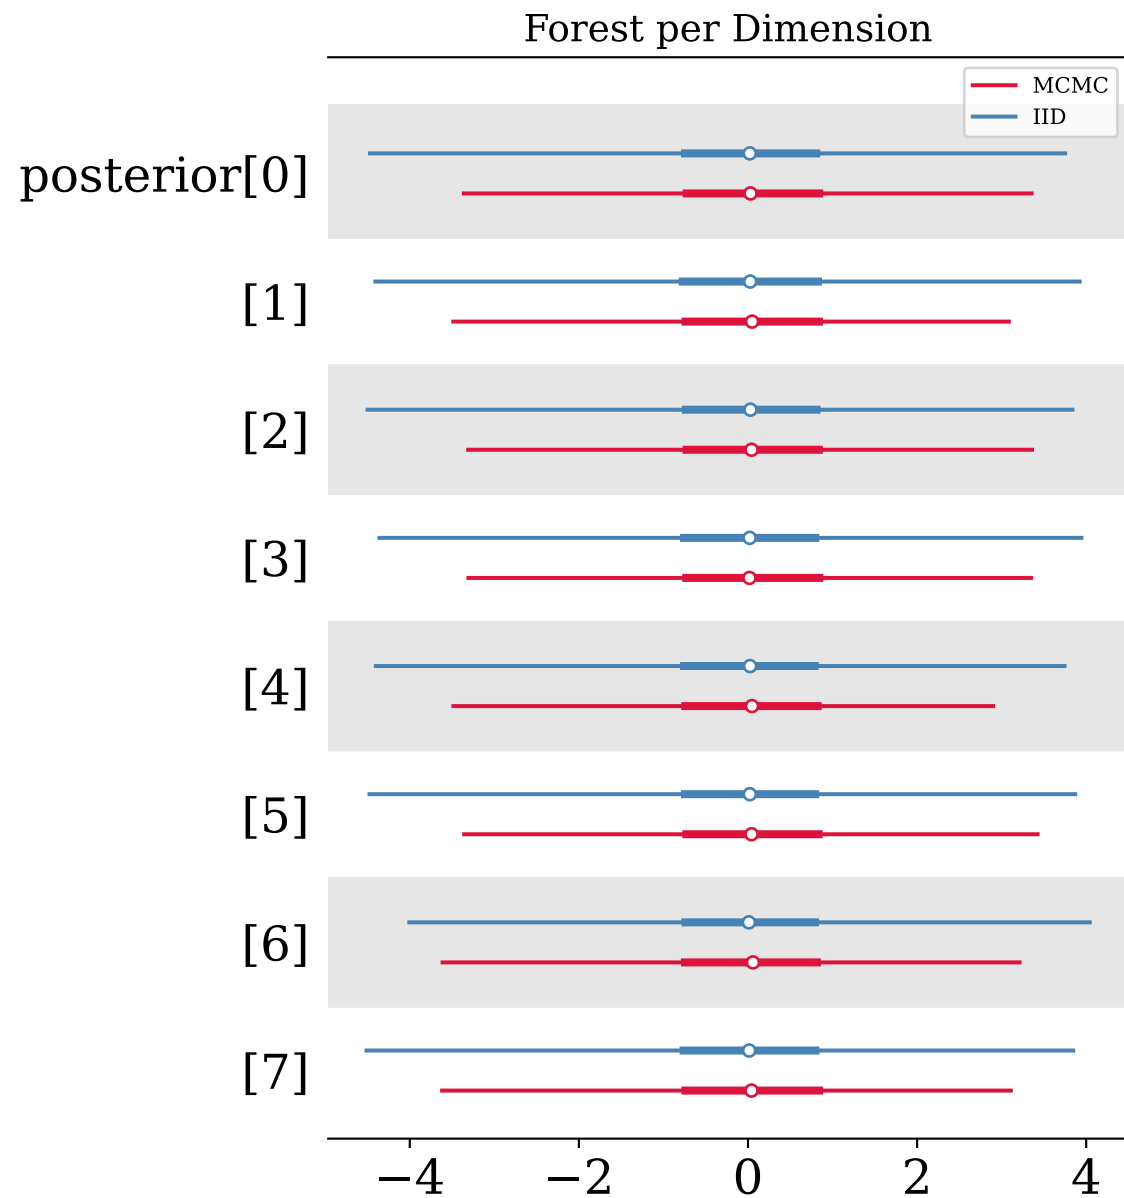 Forest per Dimension
MCMC
IID
posterior[0]
[1]
[2]
[3]
[4]
[5]
[6]
[7]
−4 −2 0 2 4